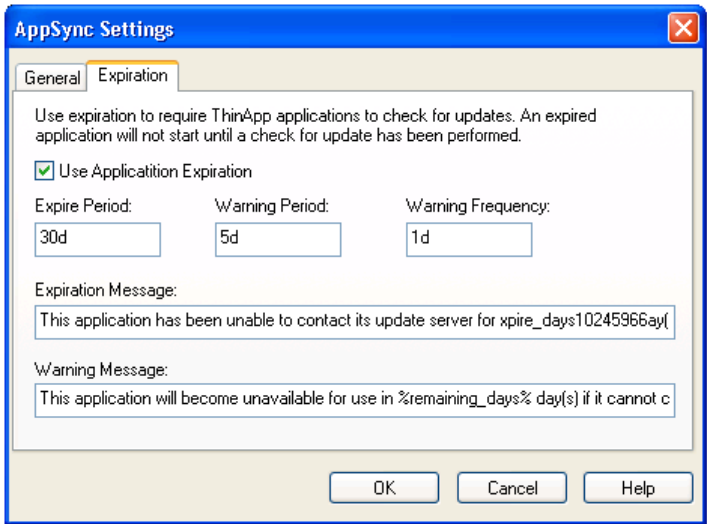 AppSync Settings
General Expiration
Use expiration to require ThinApp applications to check for updates. An expired
application will not start until a check for update has been performed.
Use Applicatition Expiration
Expire Period: Warning Period: Warning Frequency:
30d 5d 1d
Expiration Message:
This application has been unable to contact its update server for xpire_days10245966ay(
Warning Message:
This application will become unavailable for use in %remaining_days% day(s) if it cannot c
OK Cancel Help